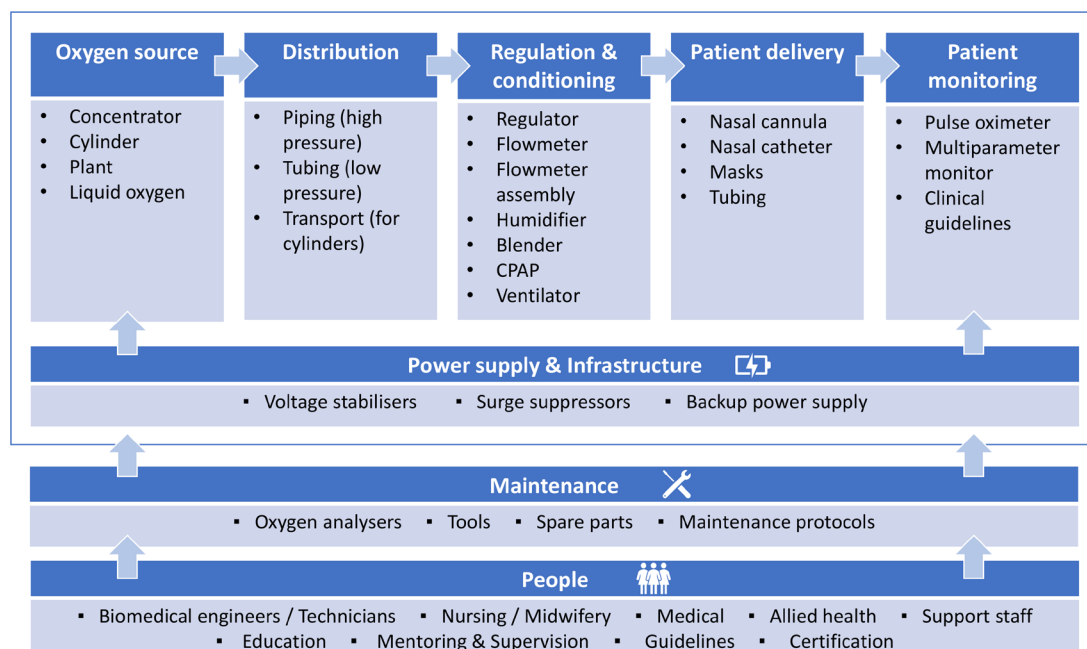 Oxygen source
• Concentrator
• Cylinder
• Plant
• Liquid oxygen
Distribution
• Piping (high
pressure)
• Tubing (low
pressure)
• Transport (for
cylinders)
Regulation &
conditioning
• Regulator
• Flowmeter
• Flowmeter
assembly
• Humidifier
• Blender
• CPAP
• Ventilator
Patient delivery
• Nasal cannula
• Nasal catheter
• Masks
• Tubing
Patient
monitoring
• Pulse oximeter
• Multiparameter
monitor
• Clinical
guidelines
Power supply & Infrastructure
▪ Voltage stabilisers ▪ Surge suppressors ▪ Backup power supply
Maintenance
▪ Oxygen analysers ▪ Tools ▪ Spare parts ▪ Maintenance protocols
People
▪ Biomedical engineers / Technicians ▪ Nursing / Midwifery ▪ Medical ▪ Allied health ▪ Support staff
▪ Education ▪ Mentoring & Supervision ▪ Guidelines ▪ Certification